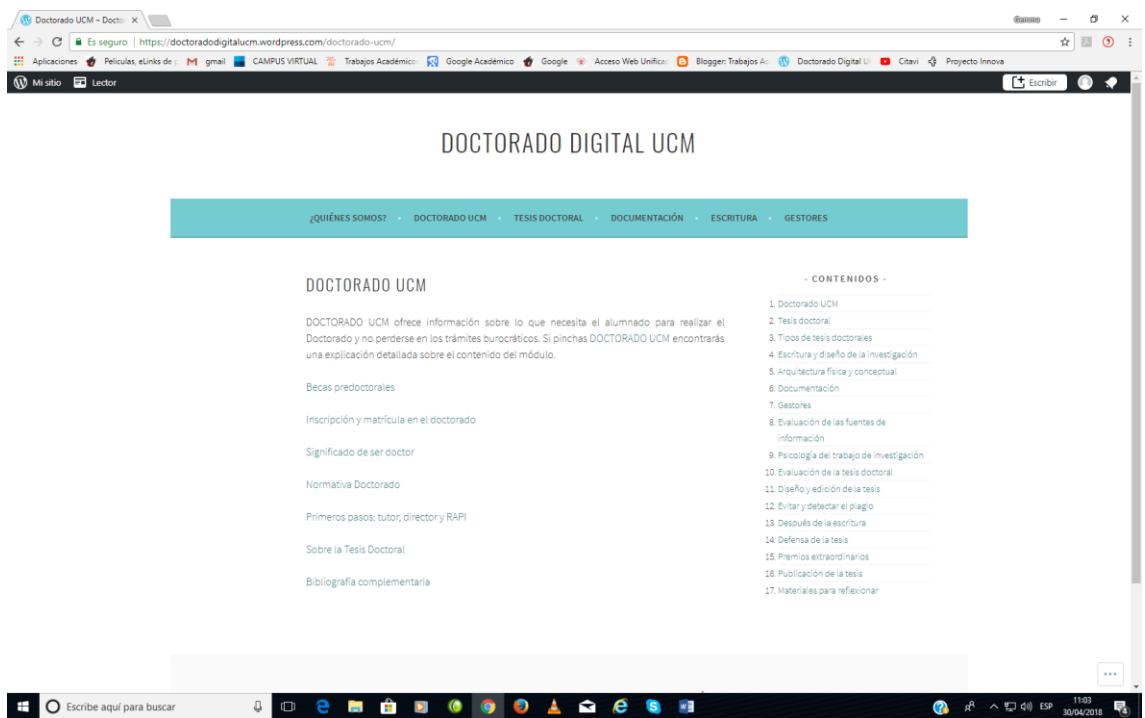 Doctorado UCM – Docto
Gammo
Es seguro | https://doctoradodigitalucm.wordpress.com/doctorado-ucm/
Aplicaciones Peliculas, eLinks de p gmail CAMPUS VIRTUAL Trabajos Académico Google Académico Google Acceso Web Unificad Blogger: Trabajos Ac Doctorado Digital U Citavi Proyecto Innova
Mi sitio Lector Escribir
DOCTORADO DIGITAL UCM
¿QUIÉNES SOMOS? DOCTORADO UCM TESIS DOCTORAL DOCUMENTACIÓN ESCRITURA GESTORES
DOCTORADO UCM
DOCTORADO UCM ofrece información sobre lo que necesita el alumnado para realizar el
Doctorado y no perderse en los trámites burocráticos. Si pinchas DOCTORADO UCM encontrarás
una explicación detallada sobre el contenido del módulo.
Becas predoctorales
Inscripción y matrícula en el doctorado
Significado de ser doctor
Normativa Doctorado
Primeros pasos: tutor, director y RAPI
Sobre la Tesis Doctoral
Bibliografía complementaria
- CONTENIDOS -
1. Doctorado UCM
2. Tesis doctoral
3. Tipos de tesis doctorales
4. Escritura y diseño de la investigación
5. Arquitectura física y conceptual
6. Documentación
7. Gestores
8. Evaluación de las fuentes de
información
9. Psicología del trabajo de investigación
10. Evaluación de la tesis doctoral
11. Diseño y edición de la tesis
12. Evitar y detectar el plagio
13. Después de la escritura
14. Defensa de la tesis
15. Premios extraordinarios
16. Publicación de la tesis
17. Materiales para reflexionar
Escribe aquí para buscar
ESP
11:03
30/04/2018